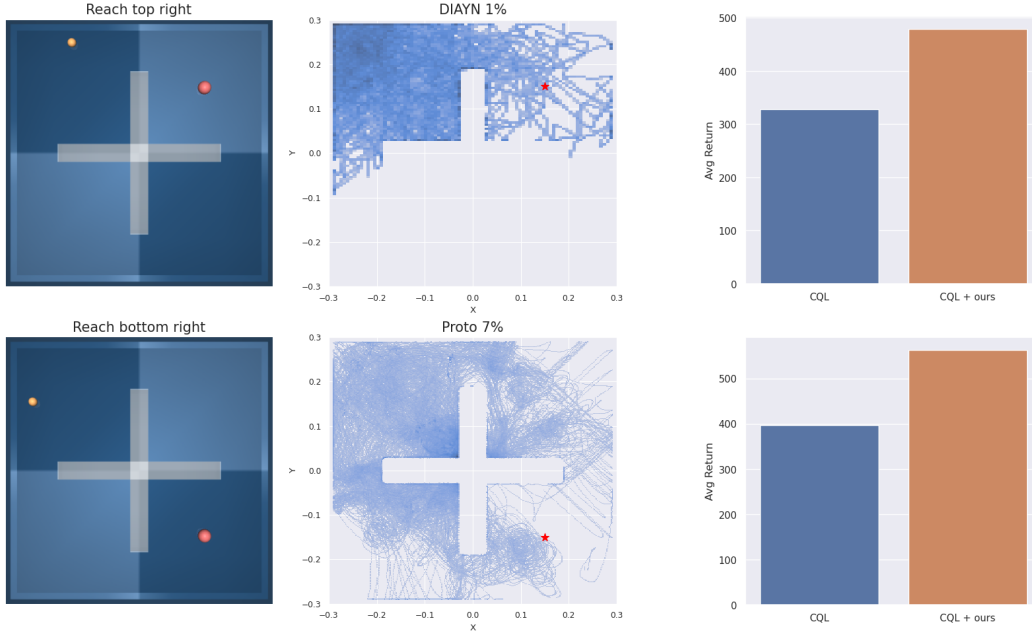 Reach top right
DIAYN 1%
0.3
0.2
0.1
0.0
−0.1
−0.2
−0.3
Y
−0.3 −0.2 −0.1 0.0 0.1 0.2 0.3
X
500
400
300
200
100
0
Avg Return
CQL CQL + ours
Reach bottom right
Proto 7%
0.3
0.2
0.1
0.0
−0.1
−0.2
−0.3
Y
−0.3 −0.2 −0.1 0.0 0.1 0.2 0.3
X
500
400
300
200
100
0
Avg Return
CQL CQL + ours